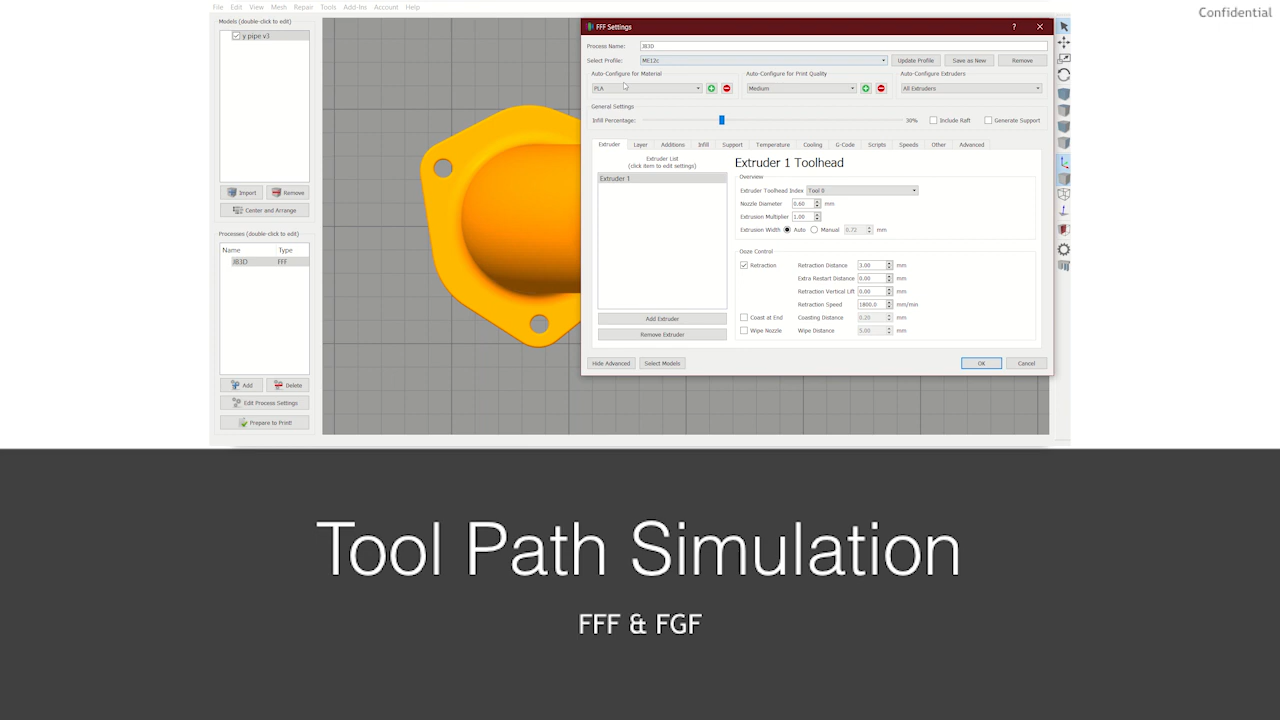 File Edit View Mesh Repair Tools Add-Ins Account Help
Confidential
Models (double-click to edit)
y pipe v3
Import Remove
Center and Arrange
Processes (double-click to edit)
Name Type
JB3D FFF
Add Delete
Edit Process Settings
Prepare to Print!
FFF Settings
Process Name: JB3D
Select Profile: ME12c Update Profile Save as New Remove
Auto-Configure for Material Auto-Configure for Print Quality Auto-Configure Extruders
PLA Medium All Extruders
General Settings
Infill Percentage: 30% Include Raft Generate Support
Extruder Layer Additions Infill Support Temperature Cooling G-Code Scripts Speeds Other Advanced
Extruder List
(click item to edit settings)
Extruder 1
Add Extruder
Remove Extruder
Extruder 1 Toolhead
Overview
Extruder Toolhead Index Tool 0
Nozzle Diameter 0.60 mm
Extrusion Multiplier 1.00
Extrusion Width Auto Manual 0.72 mm
Ooze Control
Retraction Retraction Distance 3.00 mm
Extra Restart Distance 0.00 mm
Retraction Vertical Lift 0.00 mm
Retraction Speed 1800.0 mm/min
Coast at End Coasting Distance 0.20 mm
Wipe Nozzle Wipe Distance 5.00 mm
Hide Advanced Select Models OK Cancel
Tool Path Simulation
FFF & FGF